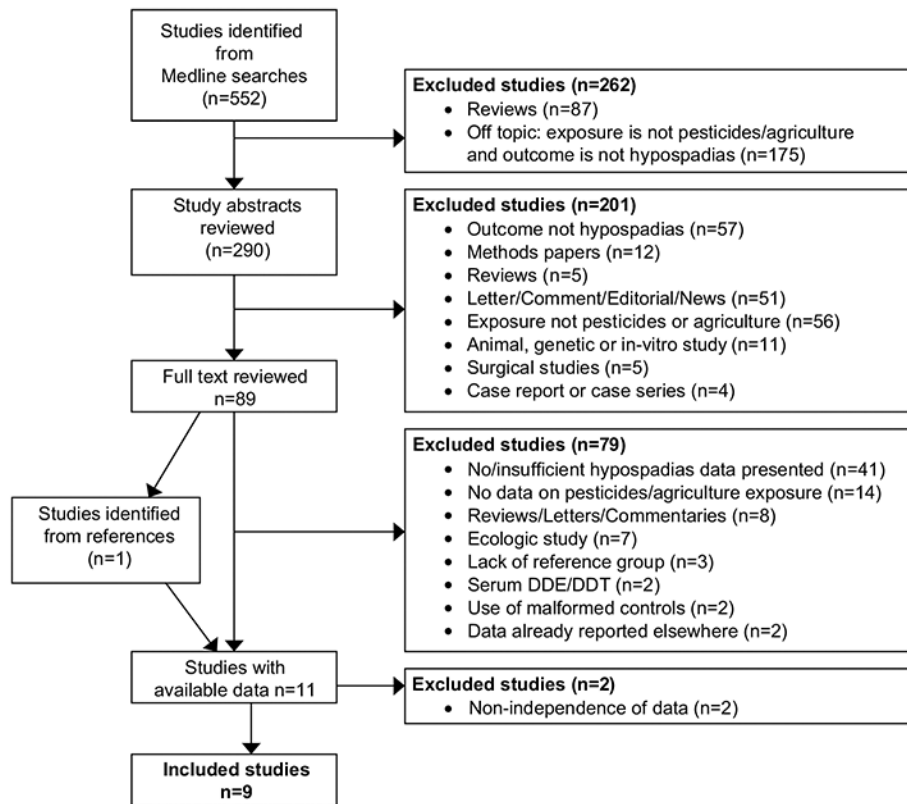 Studies identified
from
Medline searches
(n=552)
Excluded studies (n=262)
• Reviews (n=87)
• Off topic: exposure is not pesticides/agriculture
and outcome is not hypospadias (n=175)
Study abstracts
reviewed
(n=290)
Excluded studies (n=201)
• Outcome not hypospadias (n=57)
• Methods papers (n=12)
• Reviews (n=5)
• Letter/Comment/Editorial/News (n=51)
• Exposure not pesticides or agriculture (n=56)
• Animal, genetic or in-vitro study (n=11)
• Surgical studies (n=5)
• Case report or case series (n=4)
Full text reviewed
n=89
Excluded studies (n=79)
• No/insufficient hypospadias data presented (n=41)
• No data on pesticides/agriculture exposure (n=14)
• Reviews/Letters/Commentaries (n=8)
• Ecologic study (n=7)
• Lack of reference group (n=3)
• Serum DDE/DDT (n=2)
• Use of malformed controls (n=2)
• Data already reported elsewhere (n=2)
Studies identified
from references
(n=1)
Studies with
available data n=11
Excluded studies (n=2)
• Non-independence of data (n=2)
Included studies
n=9